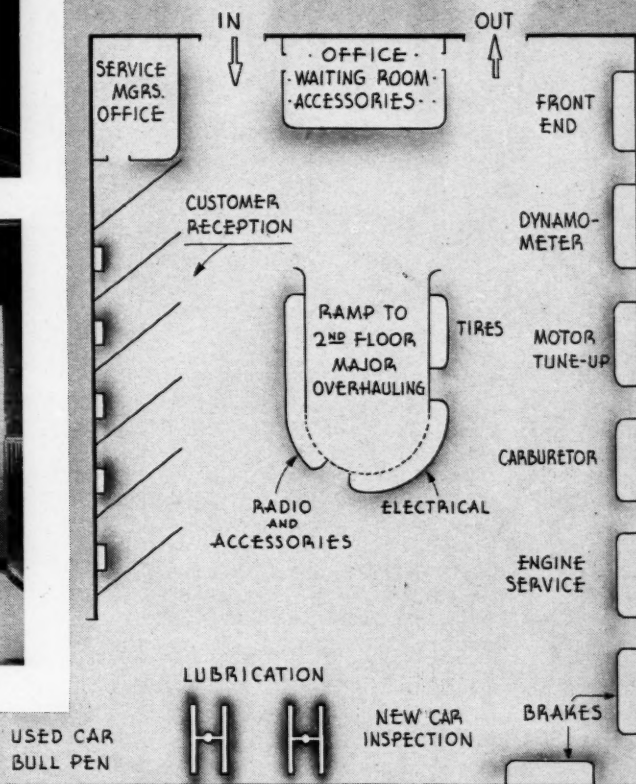 IN
OUT
SERVICE
MGRS.
OFFICE
· OFFICE ·
· WAITING ROOM ·
· ACCESSORIES · ·
FRONT
END
CUSTOMER
RECEPTION
DYNAMO-
METER
RAMP TO
2ND FLOOR
MAJOR
OVERHAULING
TIRES
MOTOR
TUNE-UP
CARBURETOR
RADIO
AND
ACCESSORIES
ELECTRICAL
ENGINE
SERVICE
LUBRICATION
USED CAR
BULL PEN
NEW CAR
INSPECTION
BRAKES